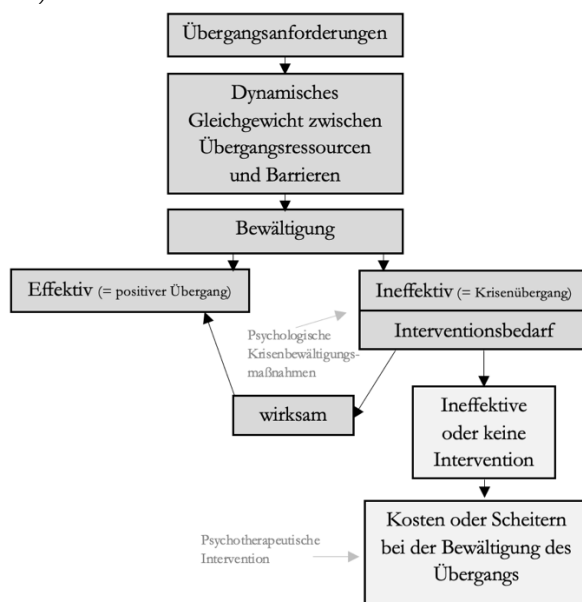 Übergangsanforderungen
Dynamisches
Gleichgewicht zwischen
Übergangsressourcen
und Barrieren
Bewältigung
Effektiv (= positiver Übergang)
Ineffektiv (= Krisenübergang)
Interventionsbedarf
Psychologische
Krisenbewältigungs-
maßnahmen
wirksam
Ineffektive
oder keine
Intervention
Kosten oder Scheitern
bei der Bewältigung des
Übergangs
Psychotherapeutische
Intervention